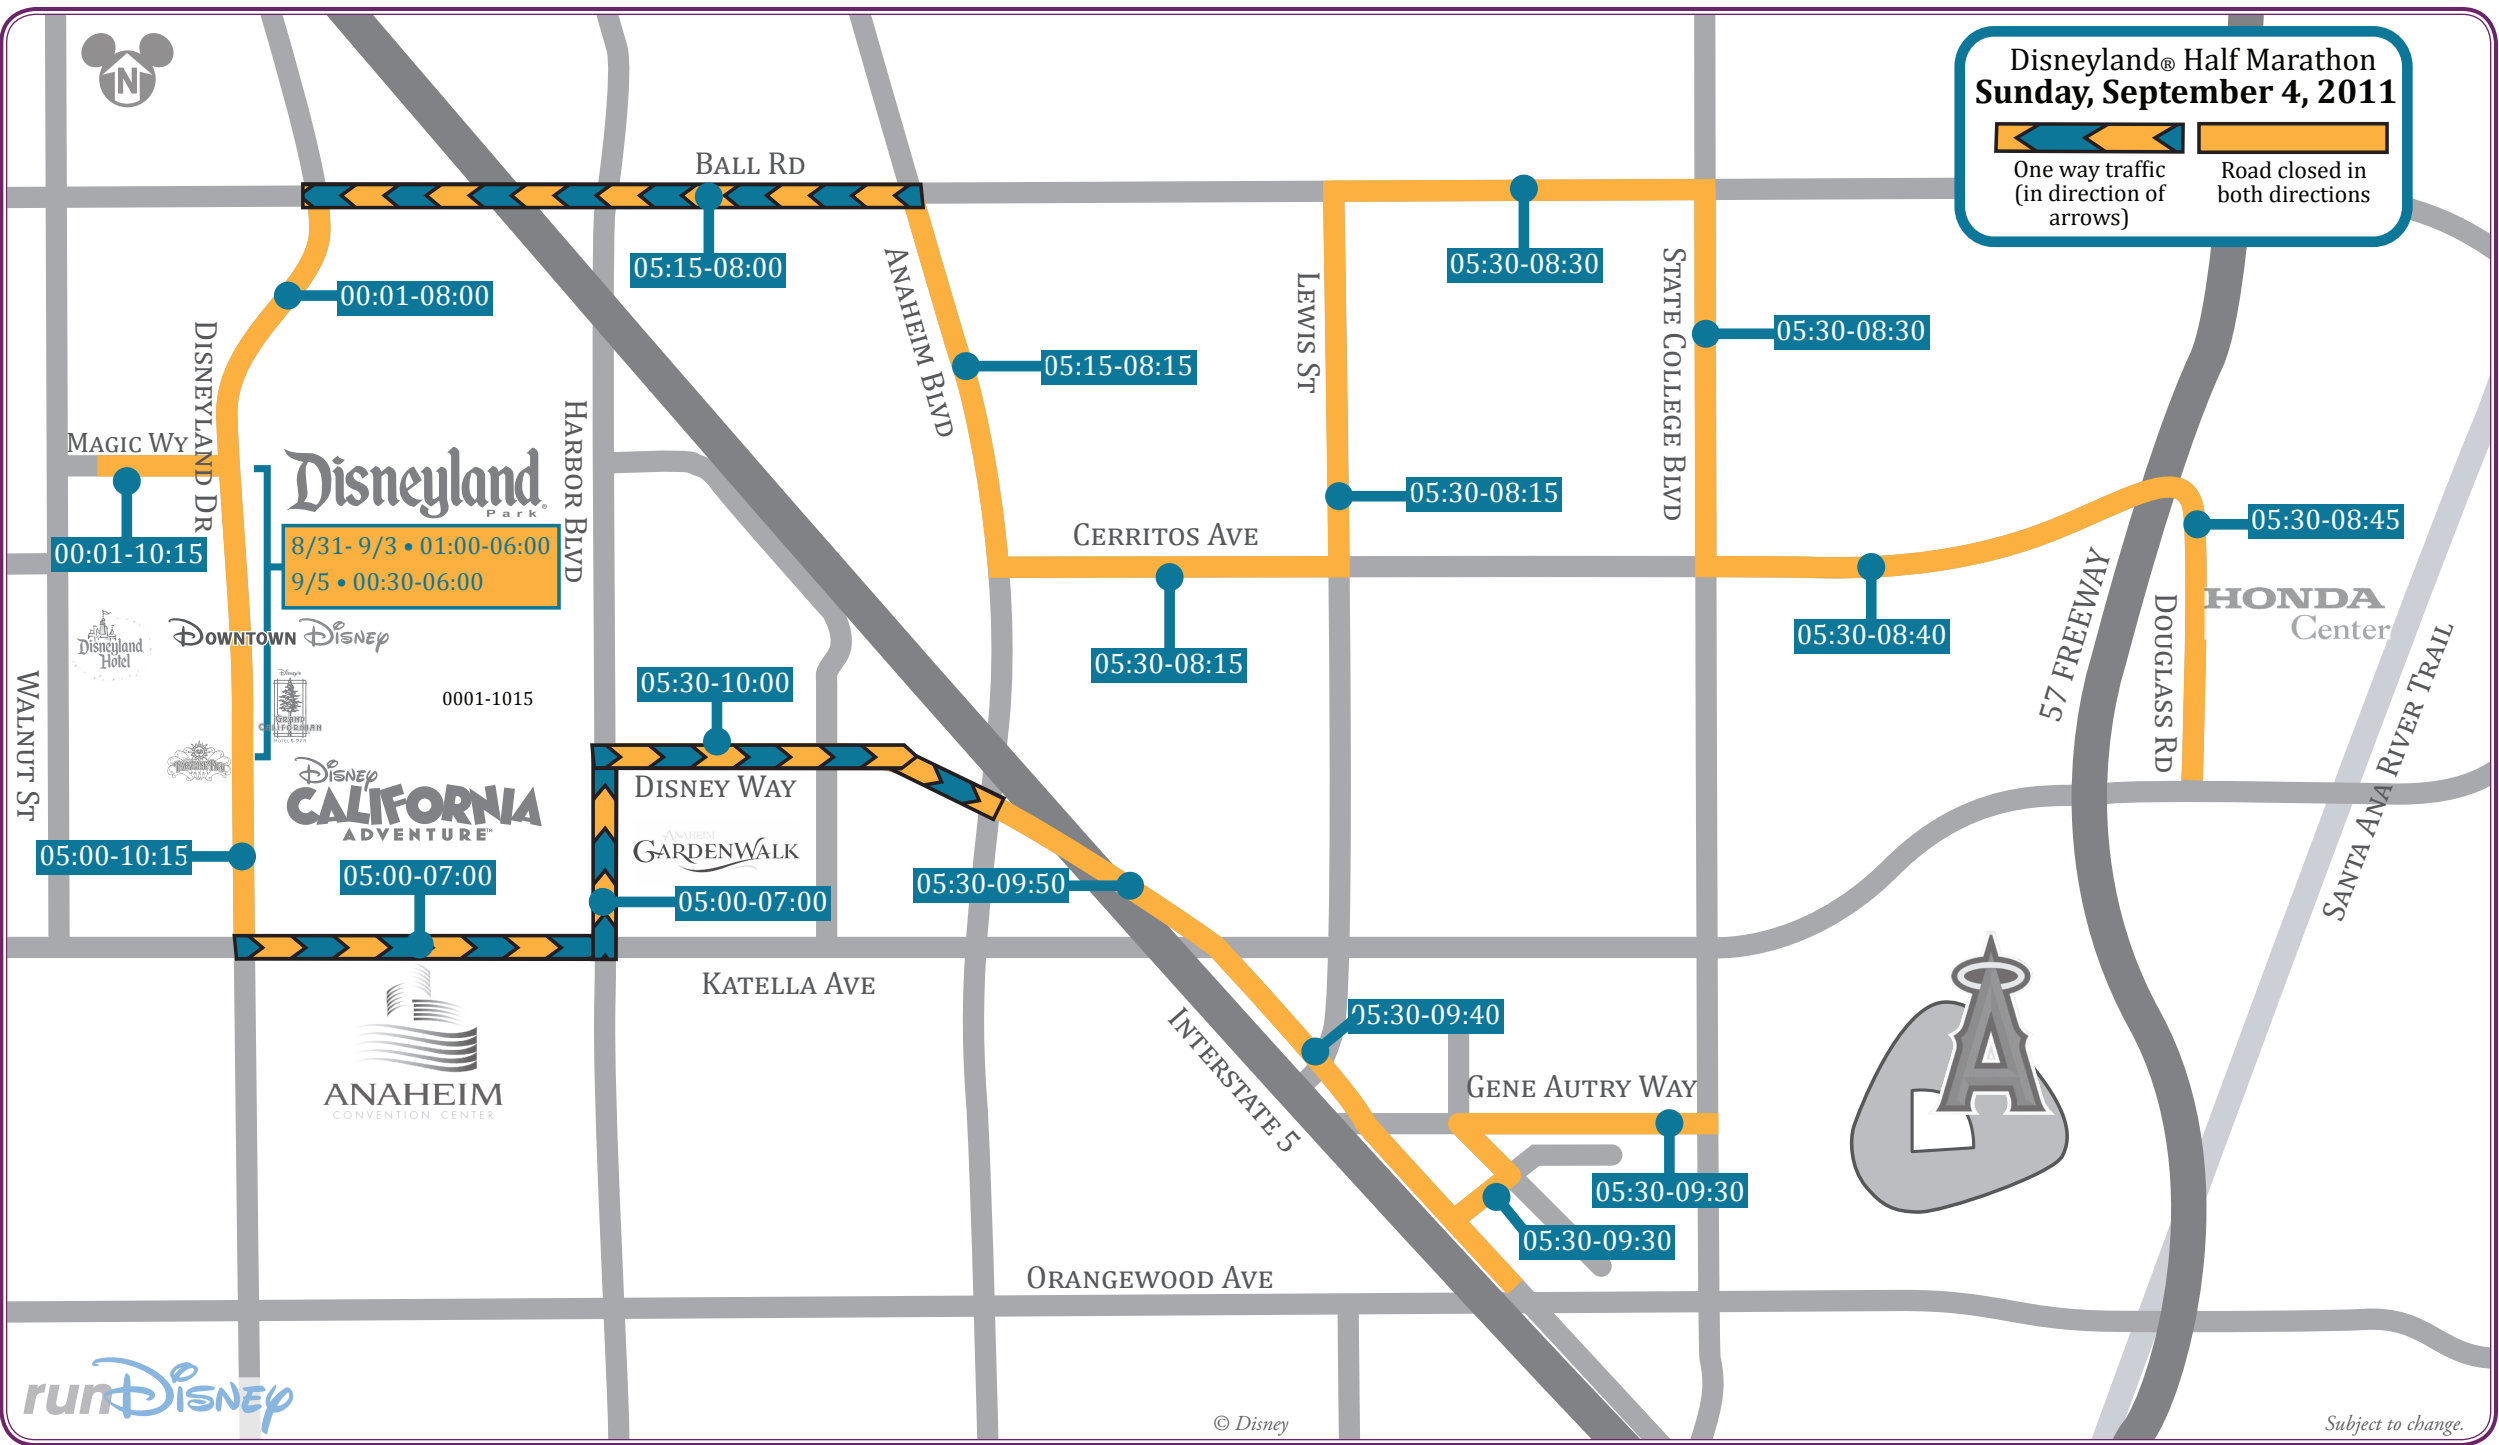 N
Disneyland® Half Marathon
Sunday, September 4, 2011
One way traffic
(in direction of
arrows)
Road closed in
both directions
BALL RD
05:15-08:00
00:01-08:00
05:30-08:30
ANAHEIM BLVD
LEWIS ST
STATE COLLEGE BLVD
05:30-08:30
DISNEYLAND DR
05:15-08:15
HARBOR BLVD
MAGIC WY
Disneyland
Park
05:30-08:15
05:30-08:45
00:01-10:15
8/31- 9/3 • 01:00-06:00
9/5 • 00:30-06:00
CERRITOS AVE
57 FREEWAY
DOUGLASS RD
HONDA
Center
Disneyland
Hotel
DOWNTOWN DISNEY
05:30-08:15
05:30-08:40
SANTA ANA RIVER TRAIL
WALNUT ST
Disney's
GRAND
CALIFORNIAN
HOTEL & SPA
0001-1015
05:30-10:00
DISNEY
CALIFORNIA
ADVENTURE™
DISNEY WAY
ANAHEIM
GARDENWALK
05:00-10:15
05:00-07:00
05:00-07:00
05:30-09:50
KATELLA AVE
INTERSTATE 5
05:30-09:40
A
ANAHEIM
CONVENTION CENTER
GENE AUTRY WAY
05:30-09:30
05:30-09:30
ORANGEWOOD AVE
runDisney
© Disney
Subject to change.